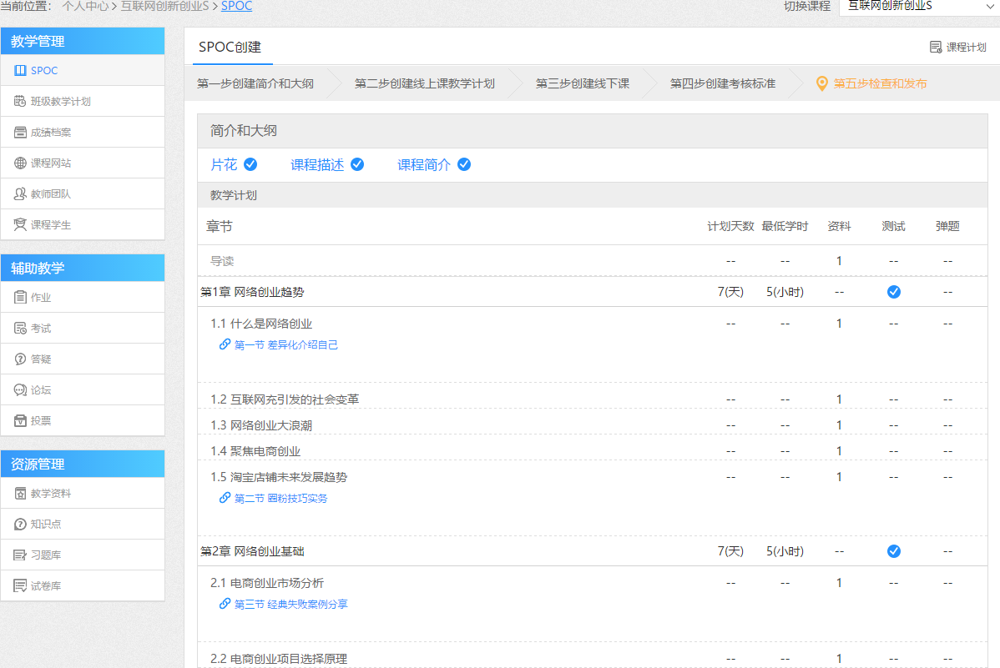 当前位置： 个人中心 > 互联网创新创业S > SPOC
切换课程 互联网创新创业S
教学管理
SPOC
班级教学计划
成绩档案
课程网站
教师团队
课程学生
辅助教学
作业
考试
答疑
论坛
投票
资源管理
教学资料
知识点
习题库
试卷库
SPOC创建 课程计划
第一步创建简介和大纲 第二步创建线上课教学计划 第三步创建线下课 第四步创建考核标准 第五步检查和发布
简介和大纲
片花 课程描述 课程简介
教学计划
章节 计划天数 最低学时 资料 测试 弹题
导读 -- -- 1 -- --
第1章 网络创业趋势 7(天) 5(小时) -- --
1.1 什么是网络创业 -- -- 1 -- --
第一节 差异化介绍自己
1.2 互联网充引发的社会变革 -- -- 1 -- --
1.3 网络创业大浪潮 -- -- 1 -- --
1.4 聚焦电商创业 -- -- 1 -- --
1.5 淘宝店铺未来发展趋势 -- -- 1 -- --
第二节 圈粉技巧实务
第2章 网络创业基础 7(天) 5(小时) -- --
2.1 电商创业市场分析 -- -- 1 -- --
第三节 经典失败案例分享
2.2 电商创业项目选择原理 -- -- 1 -- --